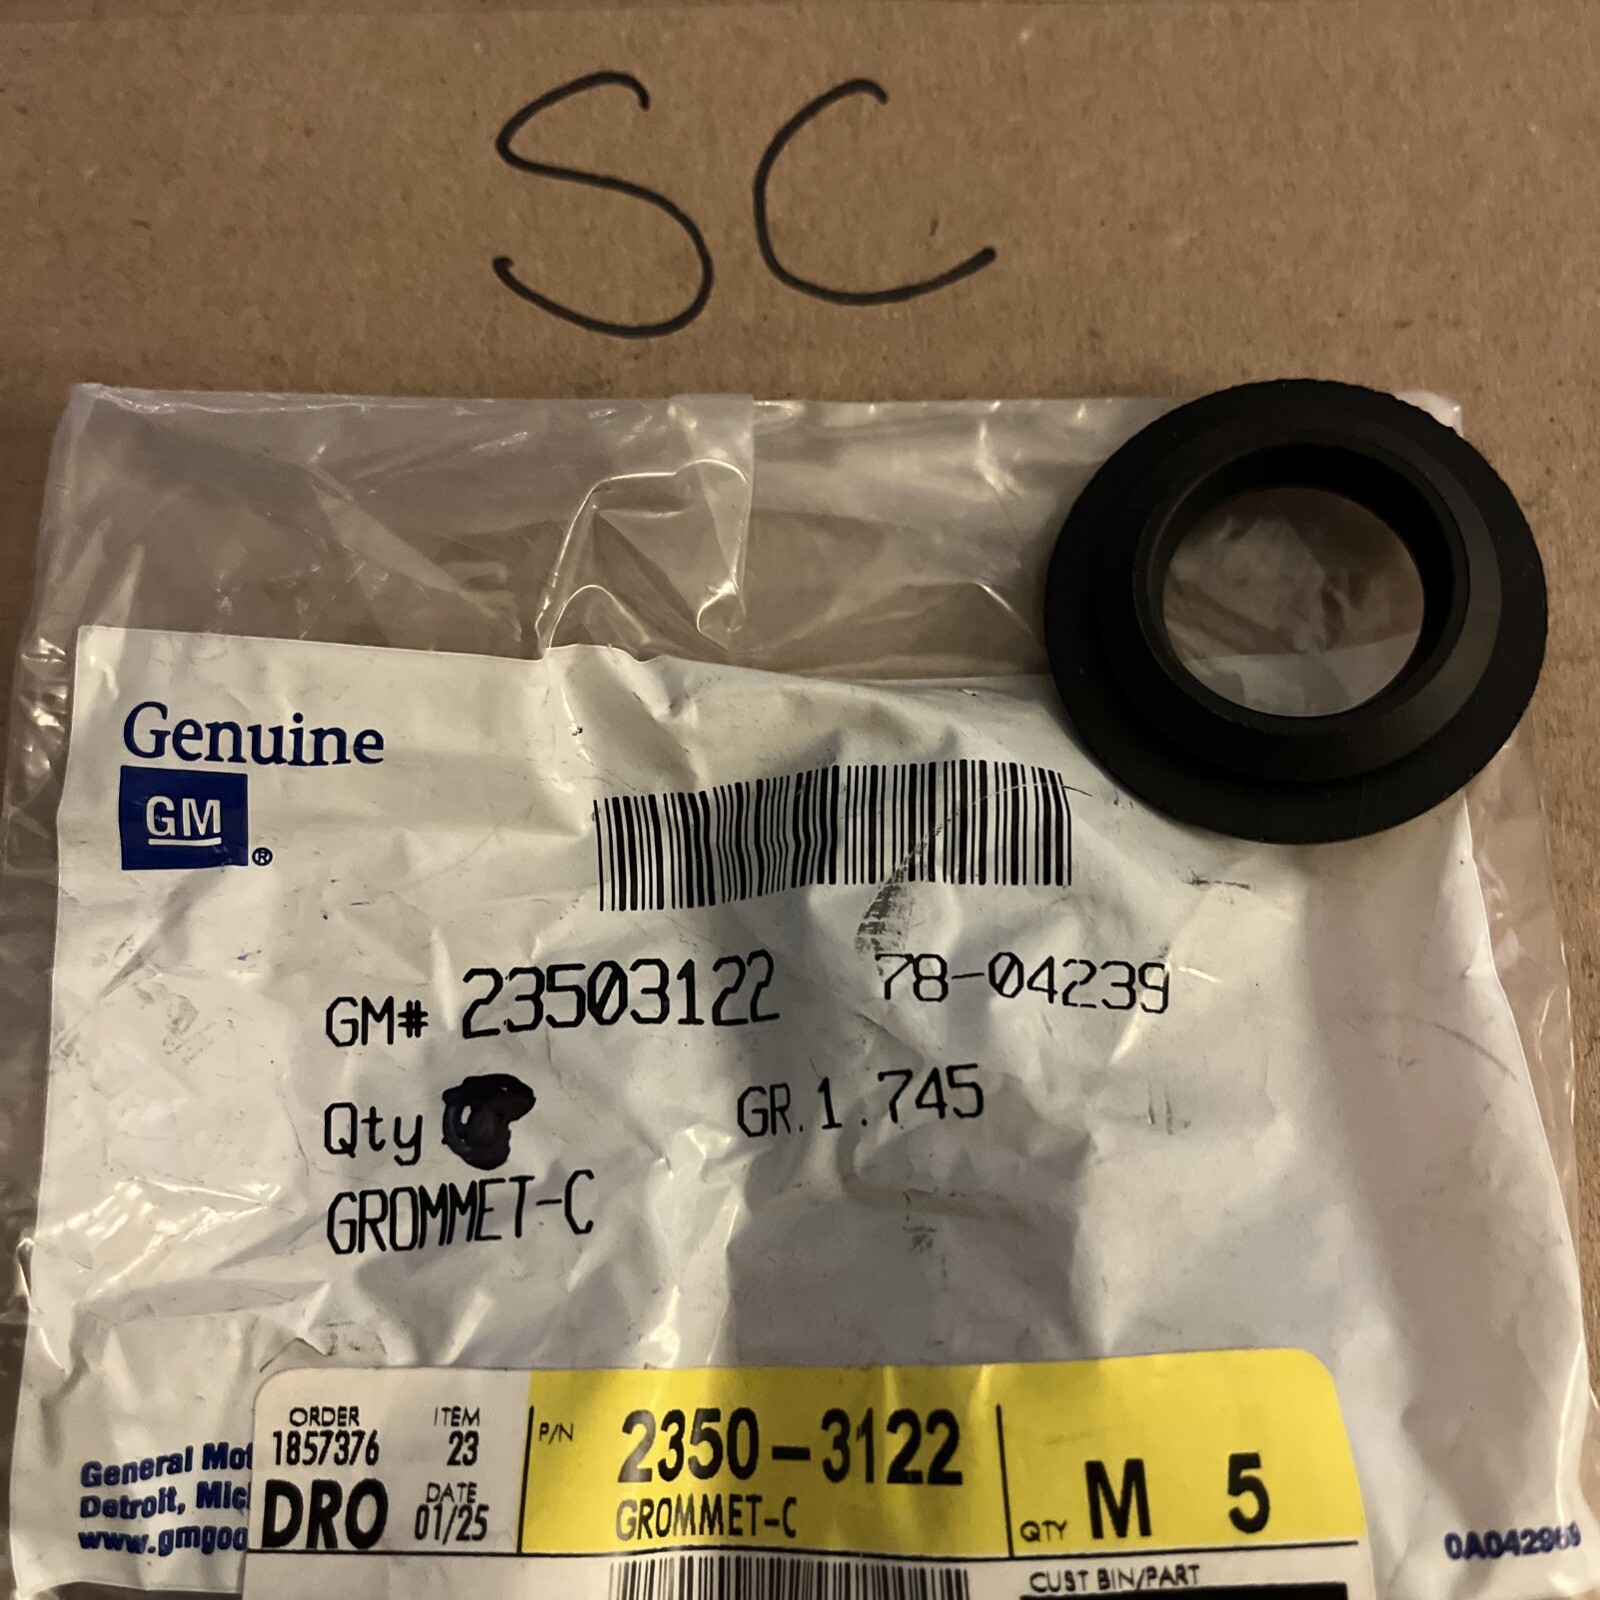 SC
Genuine
GM®
GM# 23503122 78-04239
Qty GR. 1.745
GROMMET-C
ORDER ITEM
1857376 23
DRO DATE
01/25
P/N 2350-3122
GROMMET-C
QTY M 5
General Mot
Detroit, Mic
www.gmgoo
CUST BIN/PART